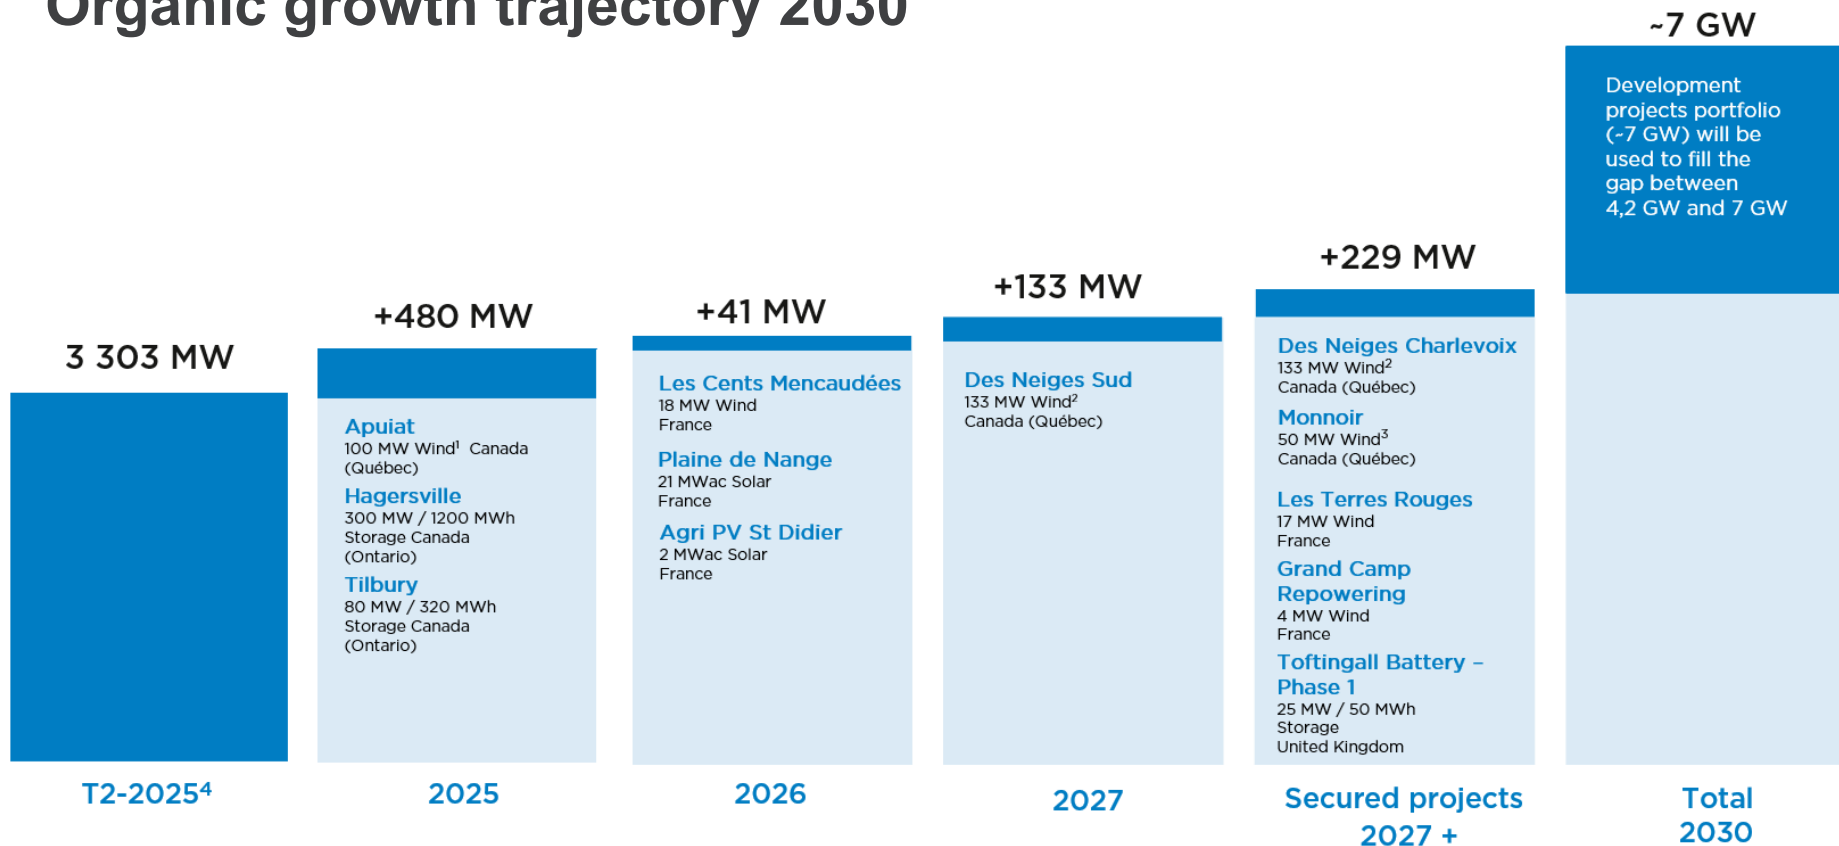 Organic growth trajectory 2030
3 303 MW
T2-2025⁴
+480 MW
Apuiat
100 MW Wind¹ Canada
(Québec)
Hagersville
300 MW / 1200 MWh
Storage Canada
(Ontario)
Tilbury
80 MW / 320 MWh
Storage Canada
(Ontario)
2025
+41 MW
Les Cents Mencaudées
18 MW Wind
France
Plaine de Nange
21 MWac Solar
France
Agri PV St Didier
2 MWac Solar
France
2026
+133 MW
Des Neiges Sud
133 MW Wind²
Canada (Québec)
2027
+229 MW
Des Neiges Charlevoix
133 MW Wind²
Canada (Québec)
Monnoir
50 MW Wind³
Canada (Québec)
Les Terres Rouges
17 MW Wind
France
Grand Camp
Repowering
4 MW Wind
France
Toftingall Battery –
Phase 1
25 MW / 50 MWh
Storage
United Kingdom
Secured projects
2027 +
~7 GW
Development
projects portfolio
(~7 GW) will be
used to fill the
gap between
4,2 GW and 7 GW
Total
2030